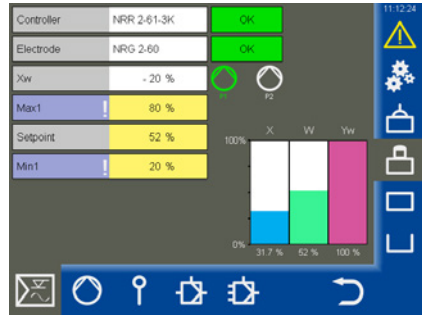 11:12:24
Controller NRR 2-61-3K OK
Electrode NRG 2-60 OK
Xw - 20 %
P1 P2
Max1 ! 80 %
Setpoint 52 %
Min1 ! 20 %
X W Yw
100%
0%
31.7 % 52 % 100 %